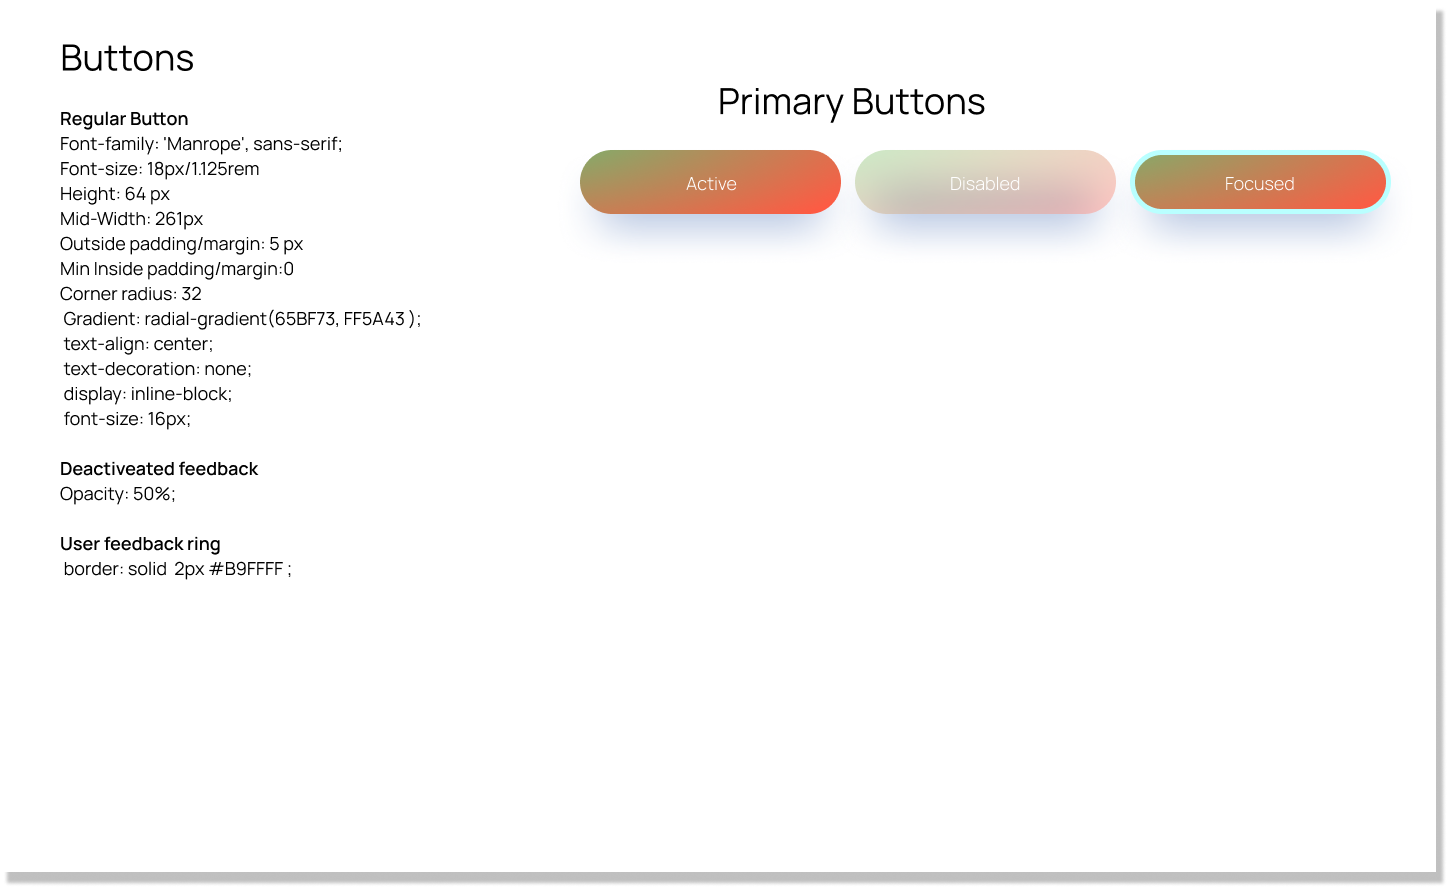 Buttons
Regular Button
Font-family: 'Manrope', sans-serif;
Font-size: 18px/1.125rem
Height: 64 px
Mid-Width: 261px
Outside padding/margin: 5 px
Min Inside padding/margin:0
Corner radius: 32
Gradient: radial-gradient(65BF73, FF5A43 );
text-align: center;
text-decoration: none;
display: inline-block;
font-size: 16px;
Deactiveated feedback
Opacity: 50%;
User feedback ring
border: solid  2px #B9FFFF ;
Primary Buttons
Active
Disabled
Focused